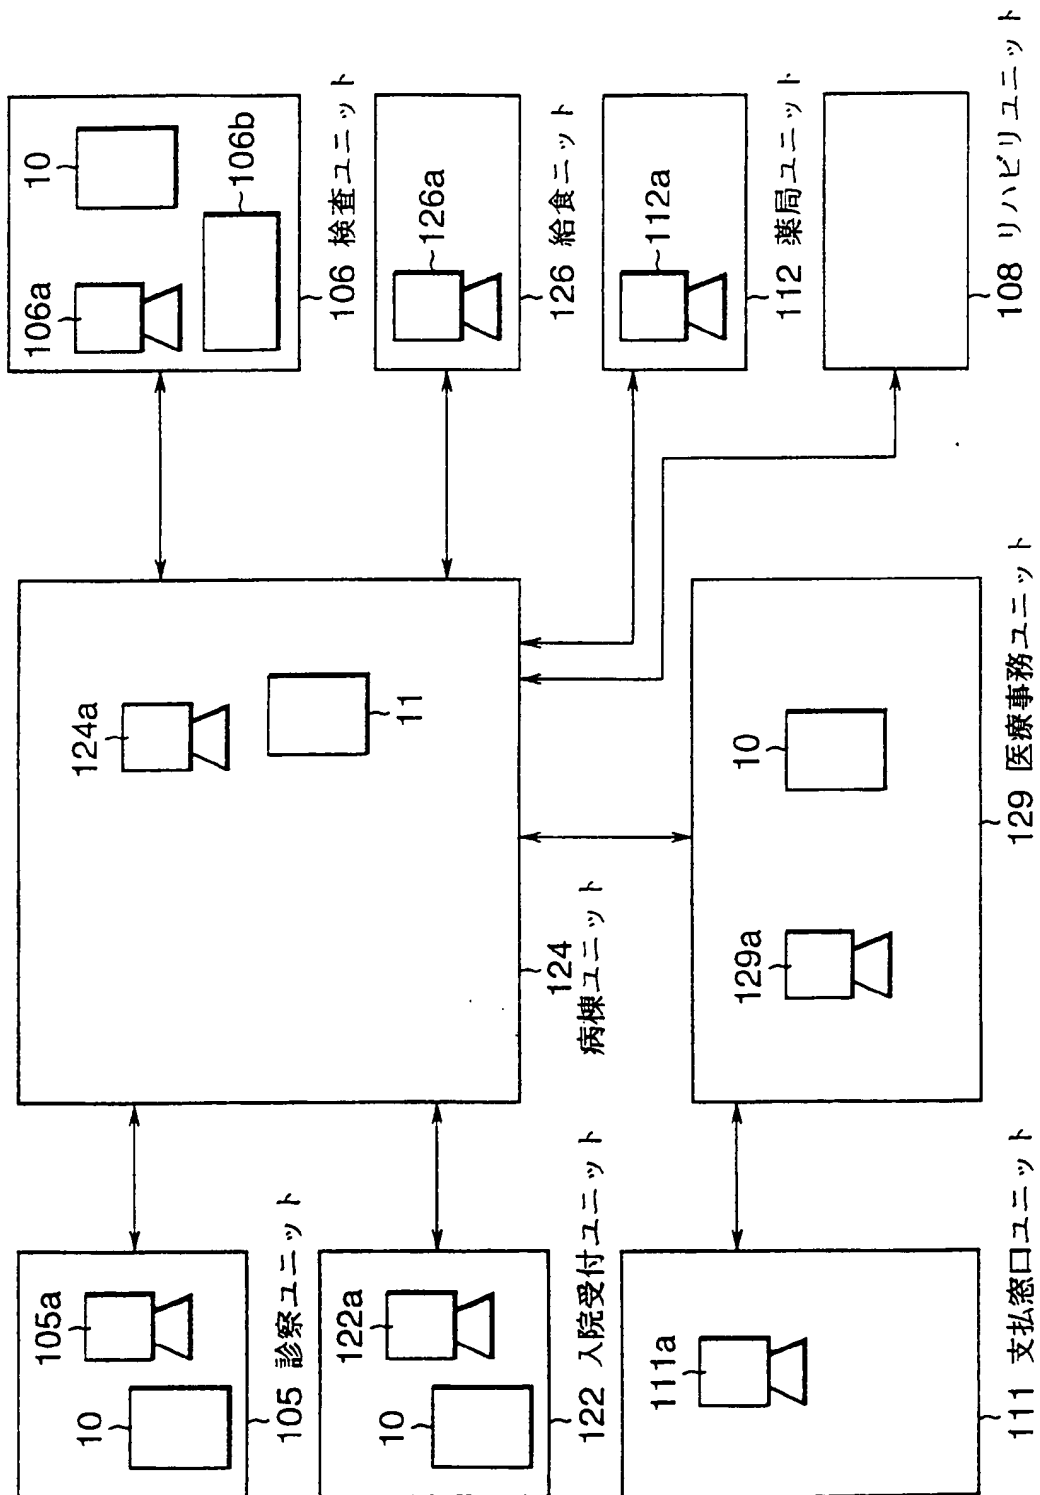 10
105a
105 診察ユニット
10
122a
122 入院受付ユニット
111a
111 支払窓口ユニット
124a
11
124
病棟ユニット
129a
10
129 医療事務ユニット
106a
10
106b
106 検査ユニット
126a
126 給食ニット
112a
112 薬局ユニット
108 リハビリユニット